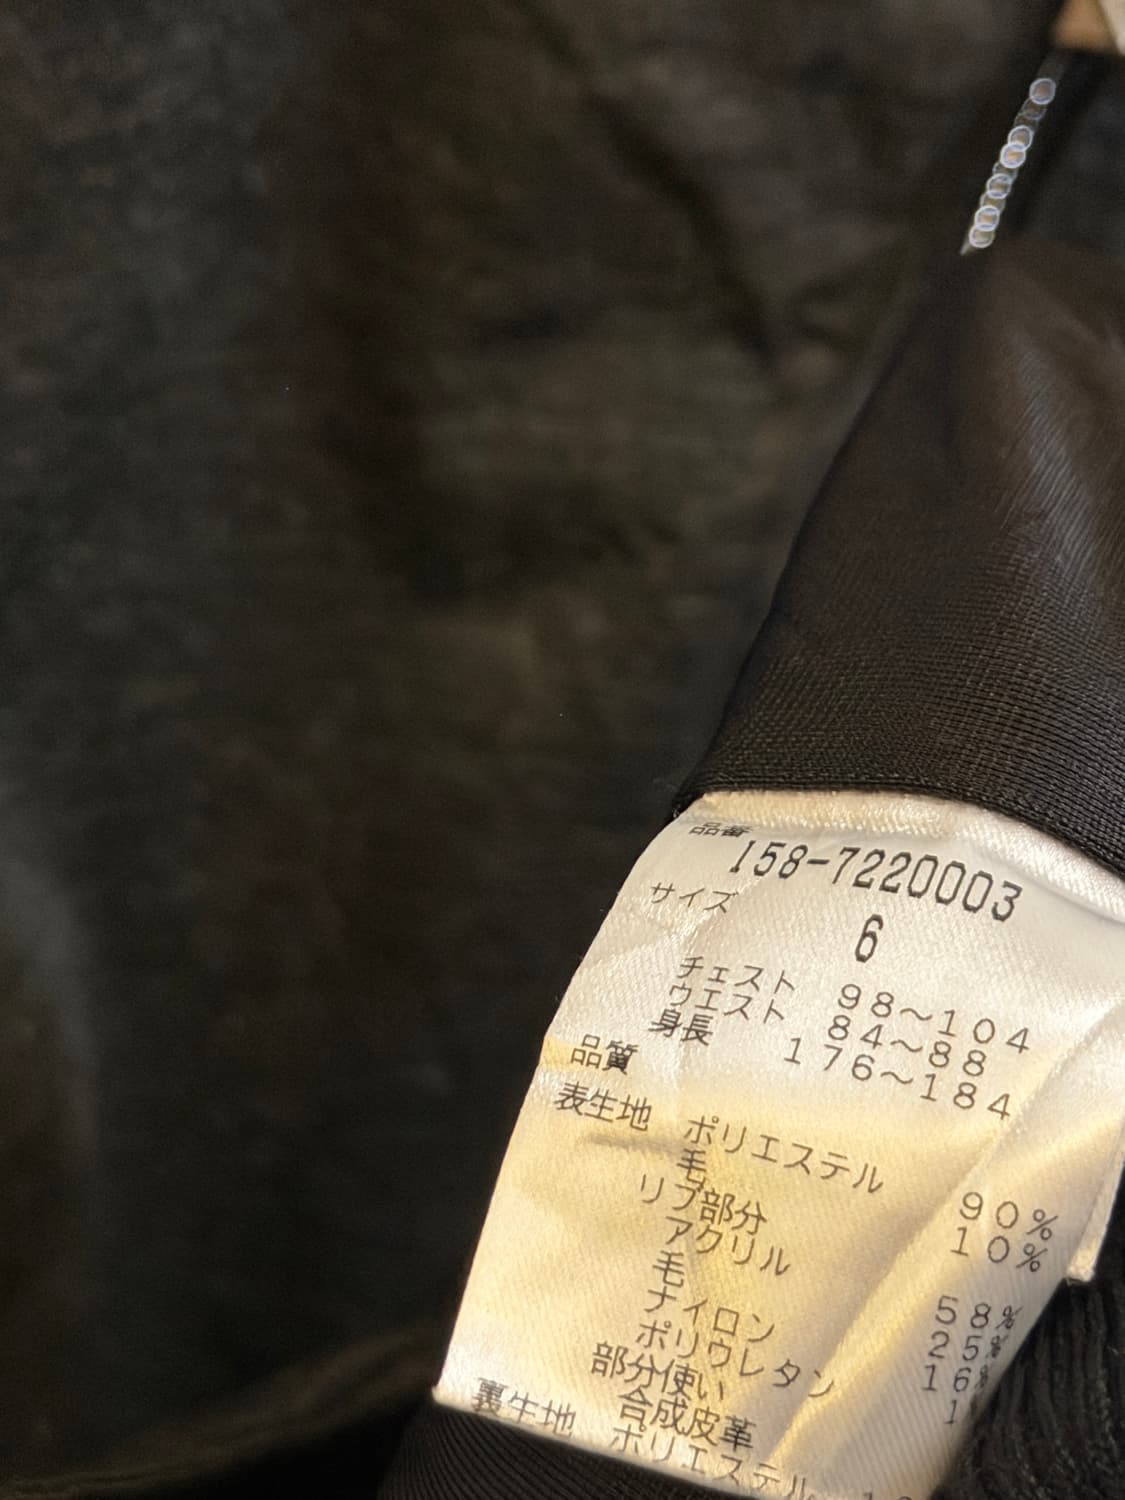 品番
158-7220003
サイズ
6
チェスト 98～104
ウエスト 84～88
身長 176～184
品質
表生地 ポリエステル 90%
毛 10%
リブ部分
アクリル 58%
毛 25%
ナイロン 16%
ポリウレタン 1
部分使い
合成皮革
裏生地 ポリエステル